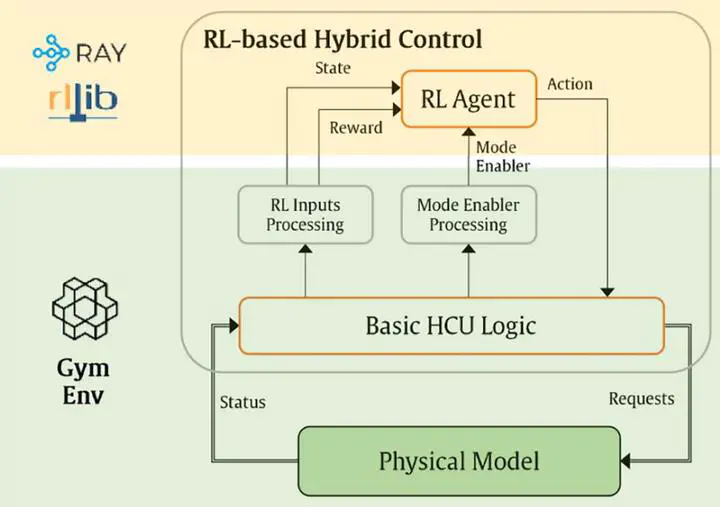 RAY
rllib
RL-based Hybrid Control
State
RL Agent
Action
Reward
Mode
Enabler
RL Inputs
Processing
Mode Enabler
Processing
Basic HCU Logic
Gym
Env
Status
Requests
Physical Model